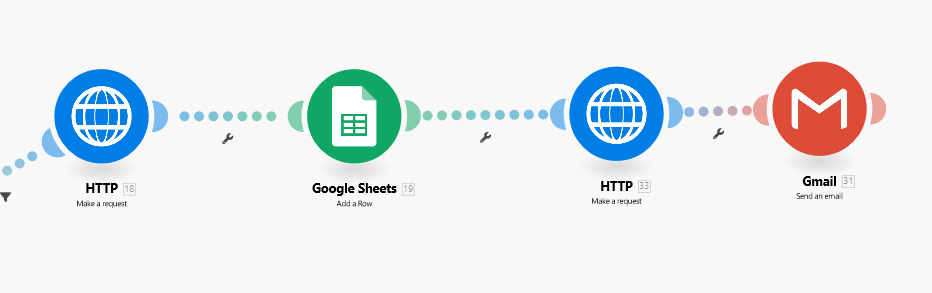 HTTP 18
Make a request
Google Sheets 19
Add a Row
HTTP 33
Make a request
Gmail 31
Send an email